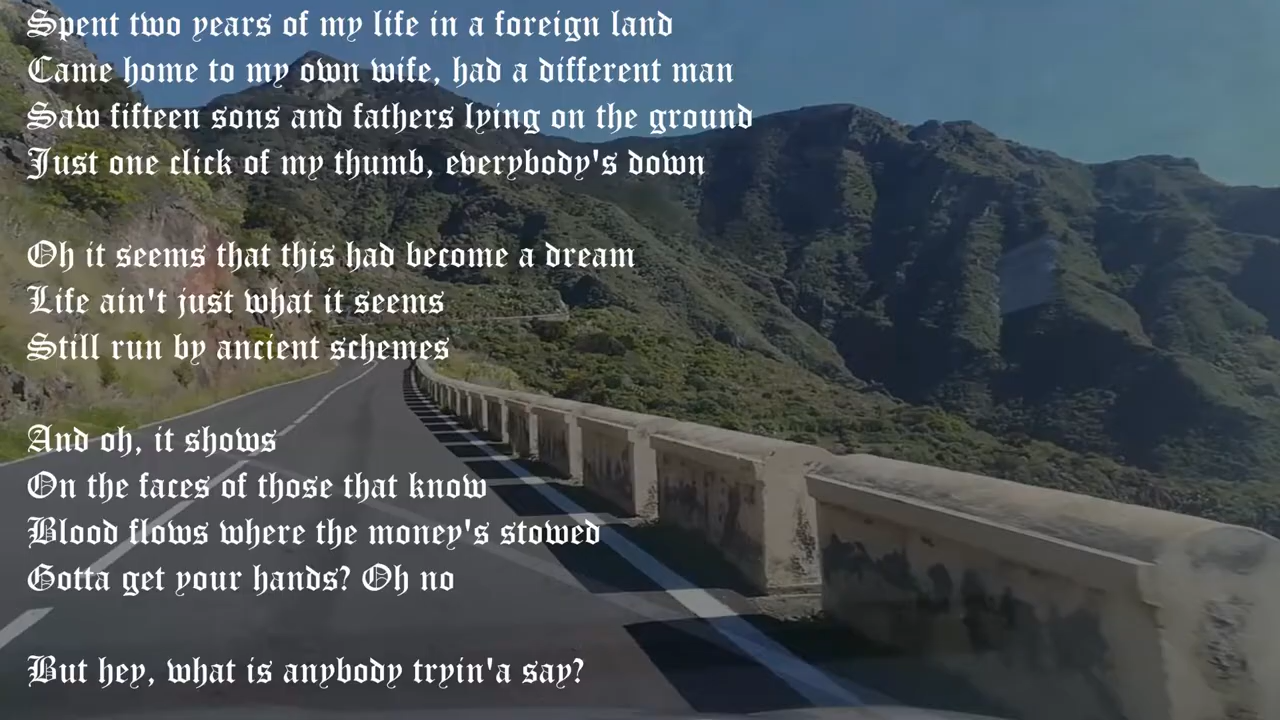 Spent two years of my life in a foreign land
Came home to my own wife, had a different man
Saw fifteen sons and fathers lying on the ground
Just one click of my thumb, everybody's down
Oh it seems that this had become a dream
Life ain't just what it seems
Still run by ancient schemes
And oh, it shows
On the faces of those that know
Blood flows where the money's stowed
Gotta get your hands? Oh no
But hey, what is anybody tryin'a say?